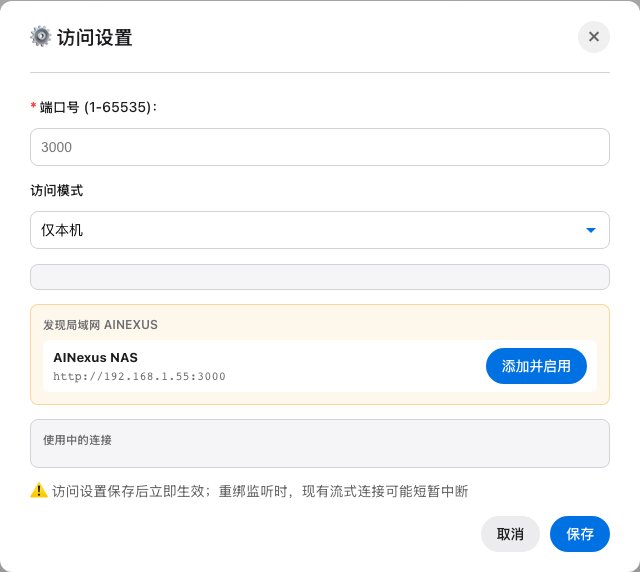 访问设置
* 端口号 (1-65535)：
3000
访问模式
仅本机
发现局域网 AINEXUS
AINexus NAS
http://192.168.1.55:3000
添加并启用
使用中的连接
访问设置保存后立即生效；重绑监听时，现有流式连接可能短暂中断
取消
保存